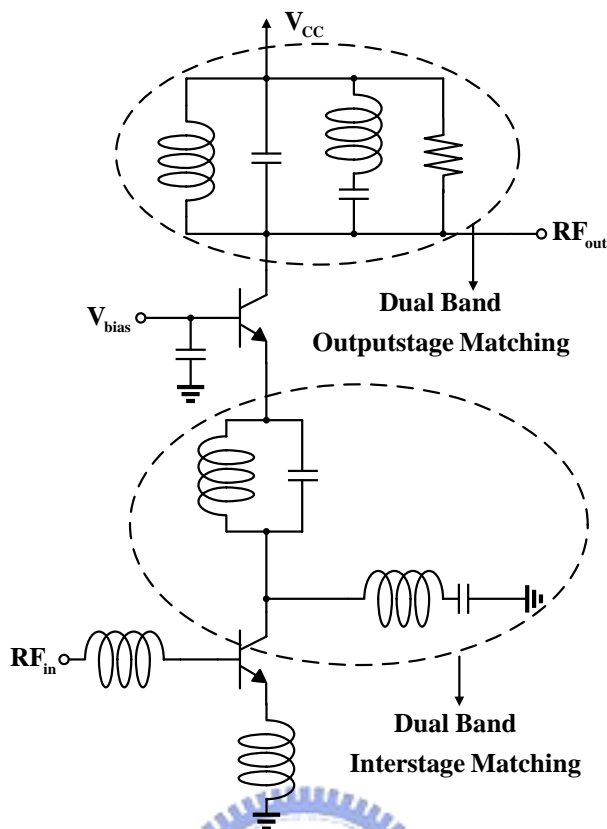 V_CC
RF_out
Dual Band
Outputstage Matching
V_bias
RF_in
Dual Band
Interstage Matching